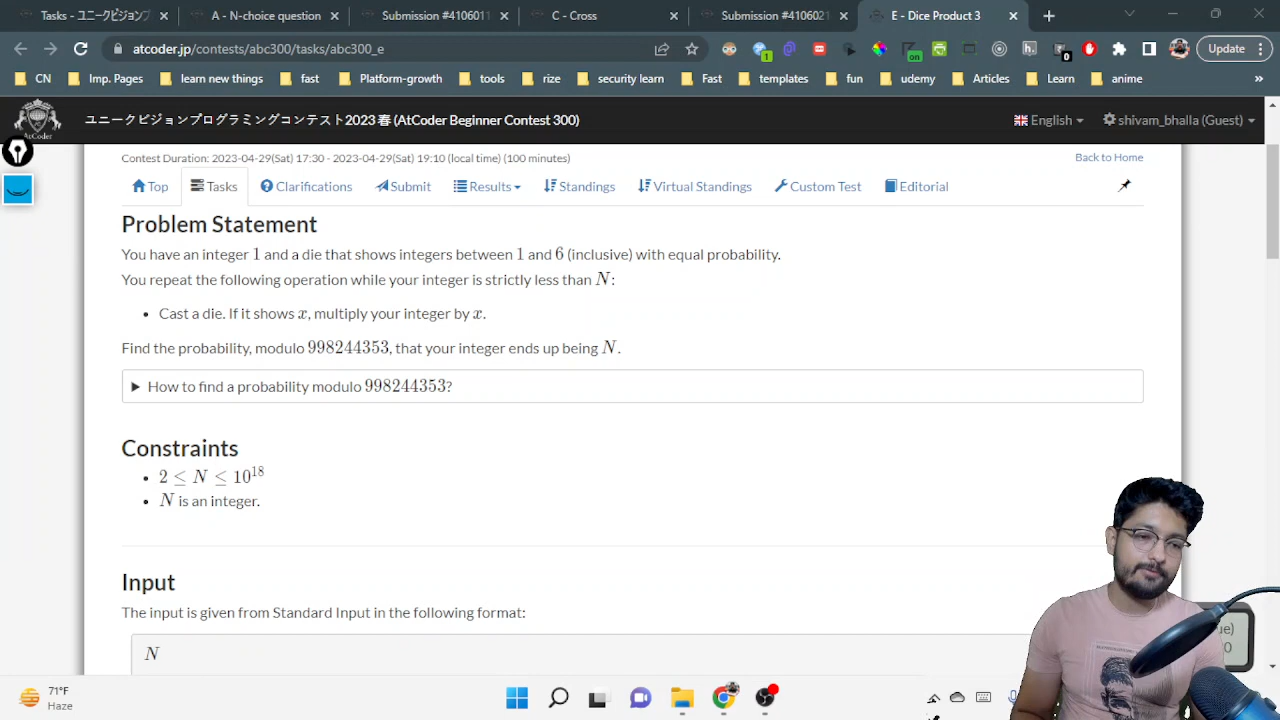 Tasks - ユニークビジョンプ
A - N-choice question
Submission #4106011
C - Cross
Submission #4106021
E - Dice Product 3
atcoder.jp/contests/abc300/tasks/abc300_e
1
on
0
Update
CN
Imp. Pages
learn new things
fast
Platform-growth
tools
rize
security learn
Fast
templates
fun
udemy
Articles
Learn
anime
»
AtCoder
ユニークビジョンプログラミングコンテスト2023 春 (AtCoder Beginner Contest 300)
English
shivam_bhalla (Guest)
Contest Duration: 2023-04-29(Sat) 17:30 - 2023-04-29(Sat) 19:10 (local time) (100 minutes)
Back to Home
Top
Tasks
Clarifications
Submit
Results
Standings
Virtual Standings
Custom Test
Editorial
Problem Statement
You have an integer 1 and a die that shows integers between 1 and 6 (inclusive) with equal probability.
You repeat the following operation while your integer is strictly less than N:
• Cast a die. If it shows x, multiply your integer by x.
Find the probability, modulo 998244353, that your integer ends up being N.
How to find a probability modulo 998244353?
Constraints
• 2 ≤ N ≤ 10¹⁸
• N is an integer.
Input
The input is given from Standard Input in the following format:
N
71°F
Haze